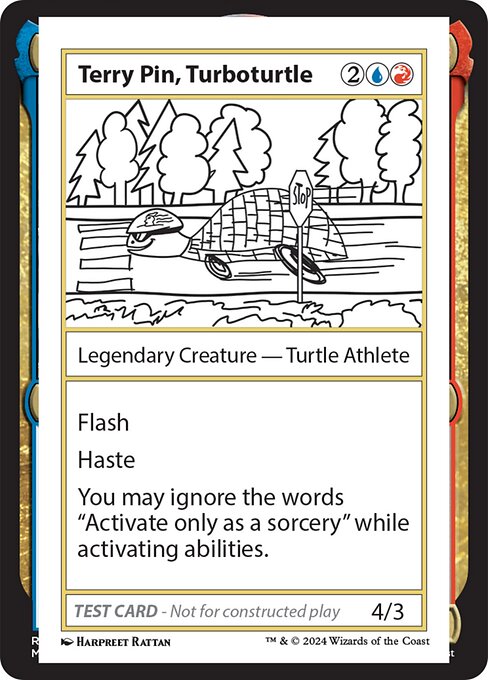 Terry Pin, Turboturtle 2
STOP
Legendary Creature — Turtle Athlete
Flash
Haste
You may ignore the words
“Activate only as a sorcery” while
activating abilities.
TEST CARD - Not for constructed play 4/3
R HARPREET RATTAN ™ & © 2024 Wizards of the Coast
M st